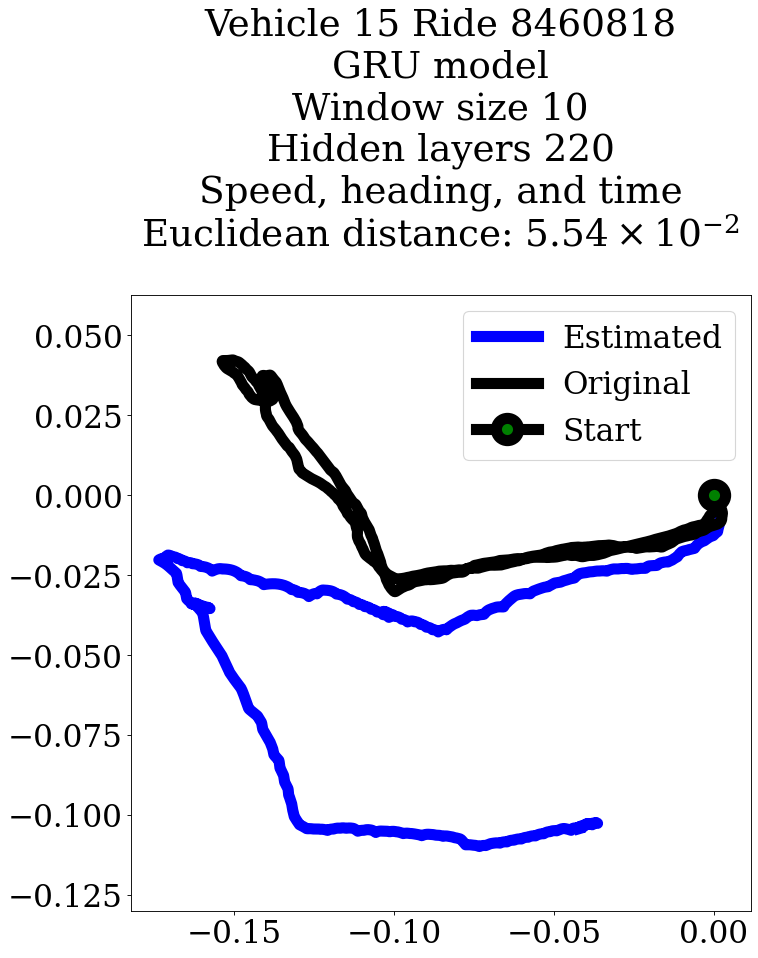 Vehicle 15 Ride 8460818
GRU model
Window size 10
Hidden layers 220
Speed, heading, and time
Euclidean distance: 5.54 × 10⁻²
Estimated
Original
Start
0.050
0.025
0.000
−0.025
−0.050
−0.075
−0.100
−0.125
−0.15
−0.10
−0.05
0.00